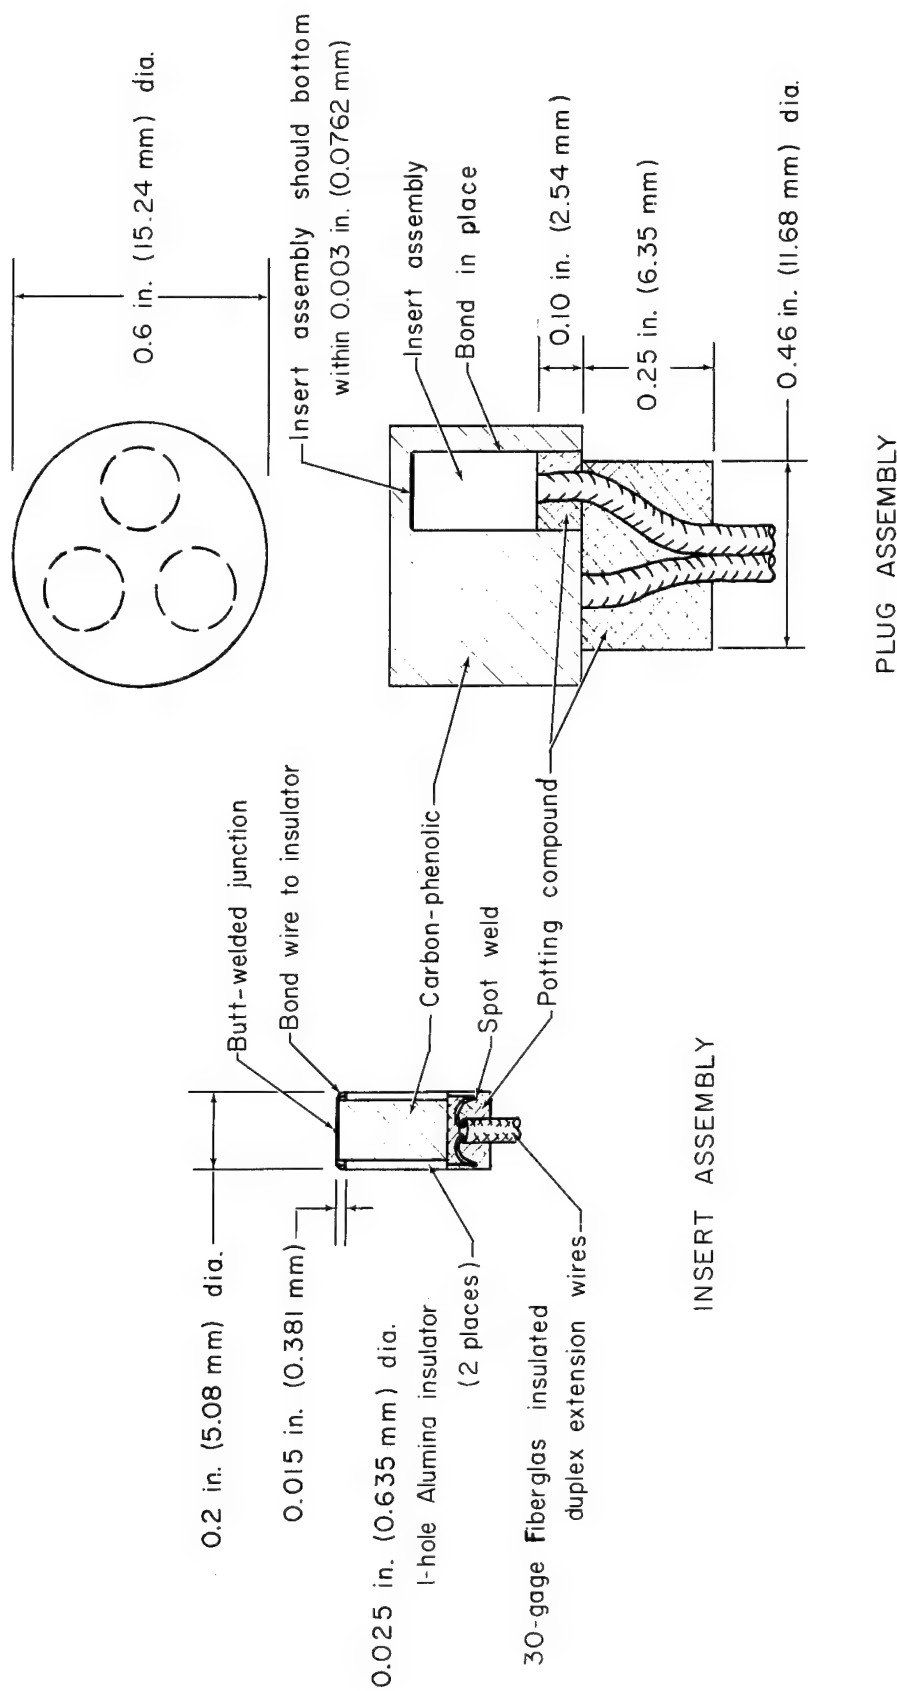 0.2 in. (5.08 mm) dia.
0.015 in. (0.381 mm)
0.025 in. (0.635 mm) dia.
1-hole Alumina insulator
(2 places)
30-gage Fiberglas insulated
duplex extension wires
Butt-welded junction
Bond wire to insulator
Carbon-phenolic
Spot weld
Potting compound
INSERT ASSEMBLY
0.6 in. (15.24 mm) dia.
Insert assembly should bottom
within 0.003 in. (0.0762 mm)
Insert assembly
Bond in place
0.10 in. (2.54 mm)
0.25 in. (6.35 mm)
0.46 in. (11.68 mm) dia.
PLUG ASSEMBLY